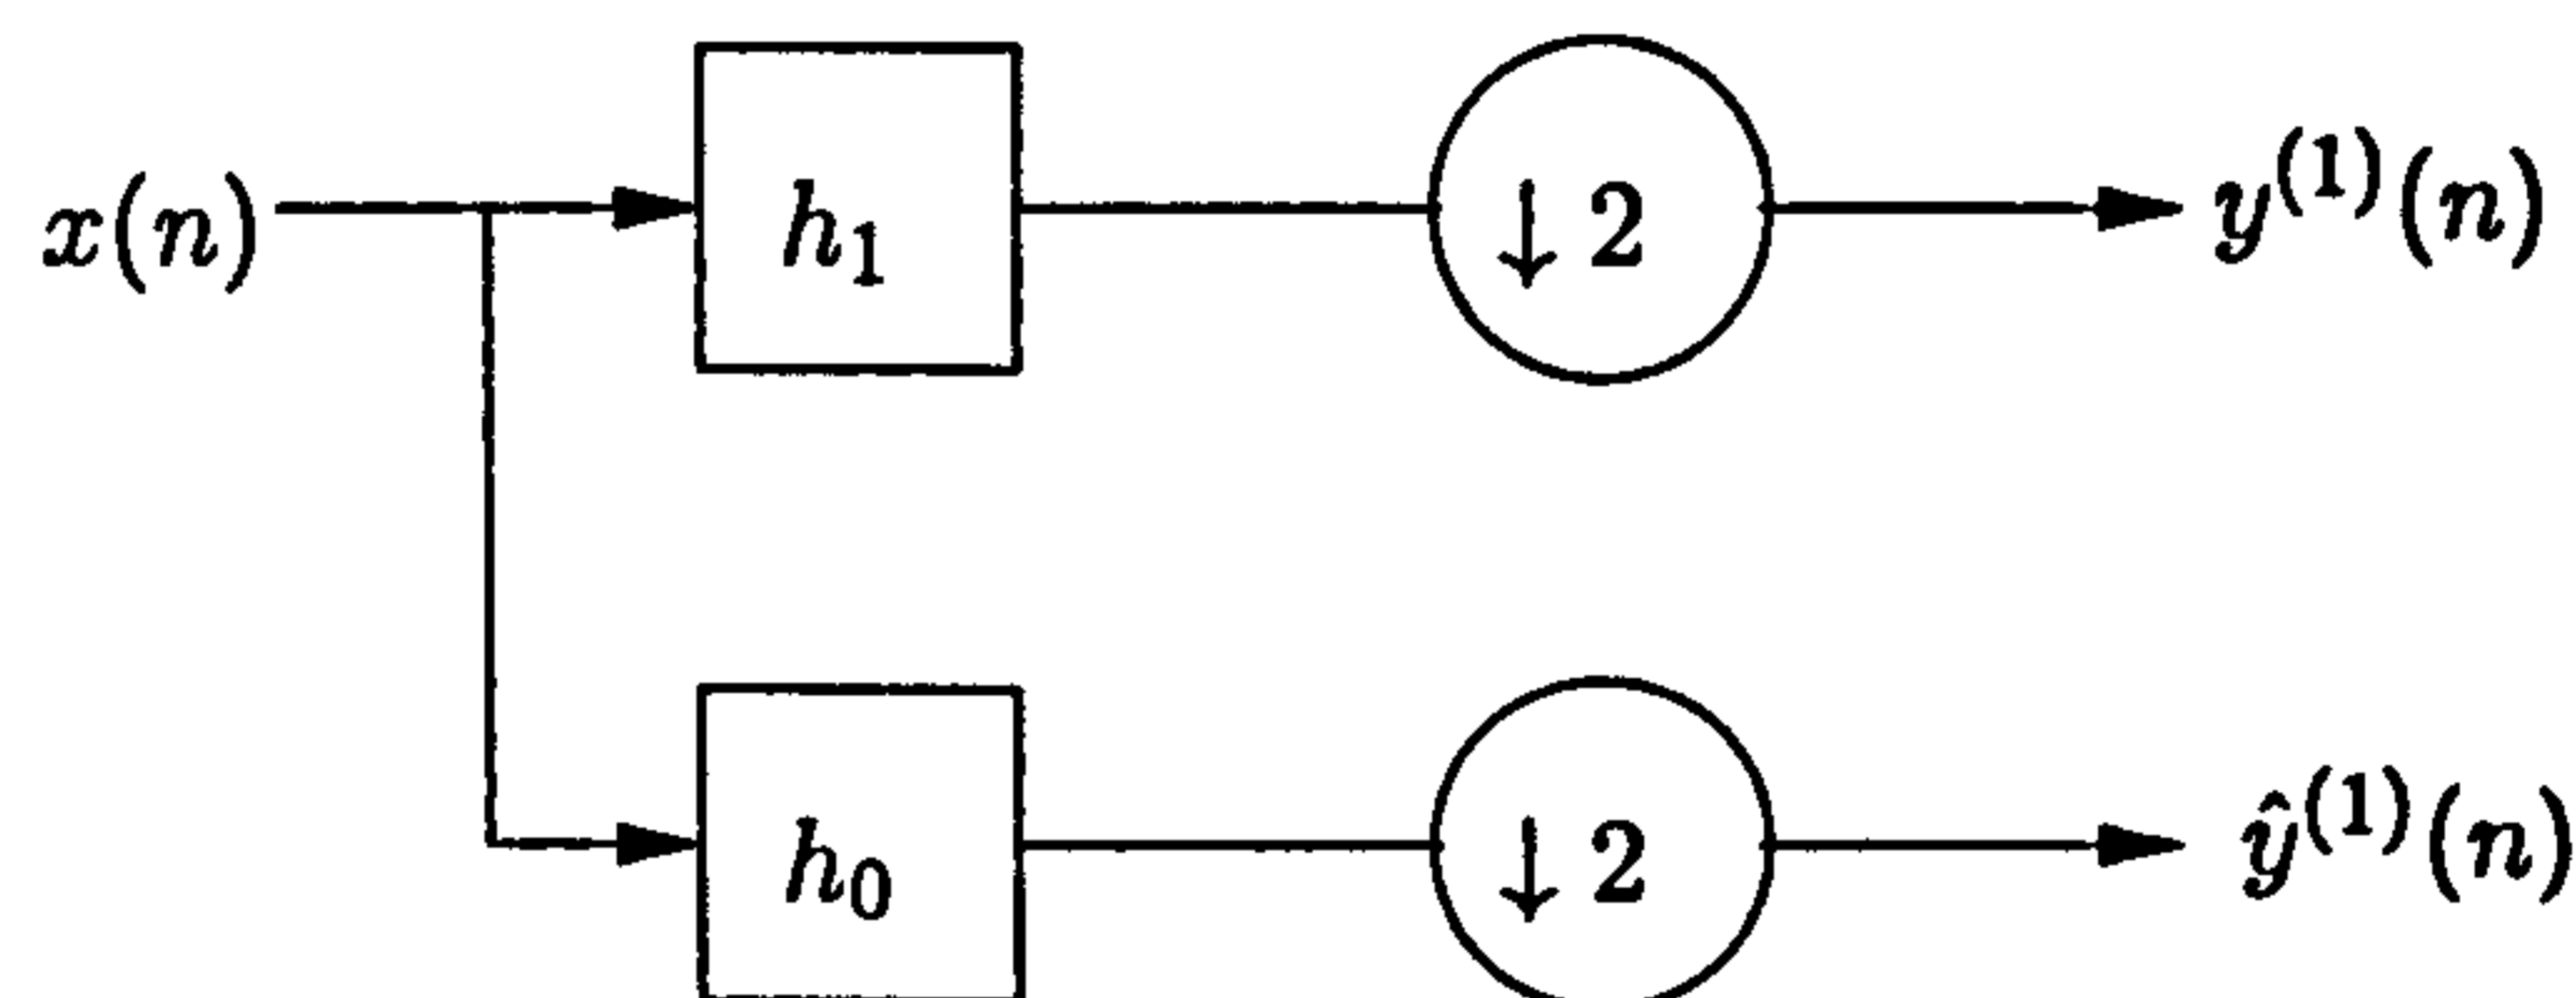 x(n) h₁ ↓ 2 y⁽¹⁾(n)
h₀ ↓ 2 ŷ⁽¹⁾(n)